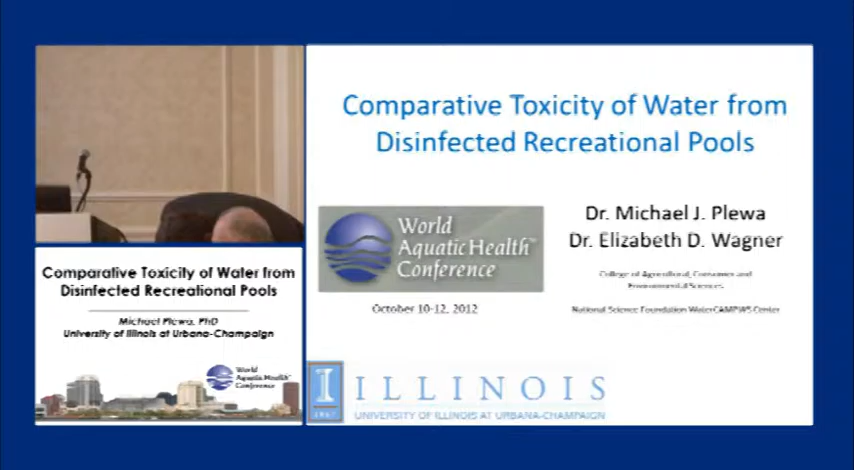 Comparative Toxicity of Water from
Disinfected Recreational Pools
World
Aquatic Health™
Conference
October 10-12, 2012
Dr. Michael J. Plewa
Dr. Elizabeth D. Wagner
College of Agricultural, Consumer and
Environmental Sciences
National Science Foundation WaterCAMPWS Center
I
1867
ILLINOIS
UNIVERSITY OF ILLINOIS AT URBANA-CHAMPAIGN
Comparative Toxicity of Water from
Disinfected Recreational Pools
Michael Plewa, PhD
University of Illinois at Urbana-Champaign
World
Aquatic Health™
Conference